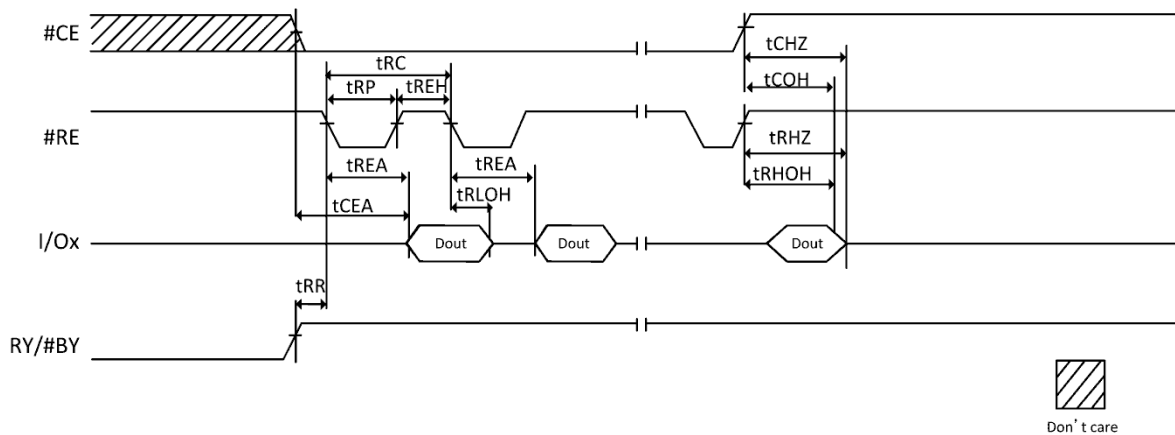 #CE
tCHZ
tRC
tCOH
tRP tREH
#RE
tRHZ
tREA tREA
tRHOH
tRLOH
tCEA
I/Ox Dout Dout Dout
tRR
RY/#BY
Don't care